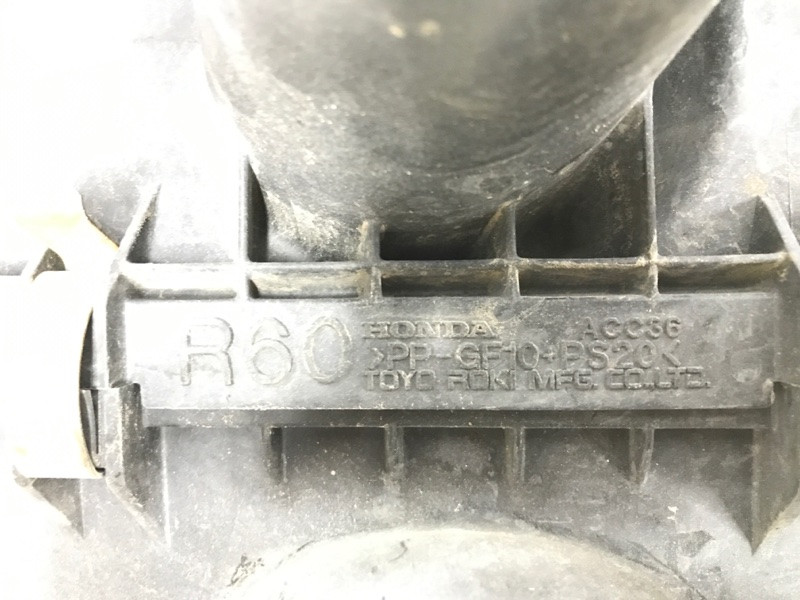 R60
HONDA ACC36
>PP-GF10+PS20<
TOYO ROKI MFG. CO.,LTD.